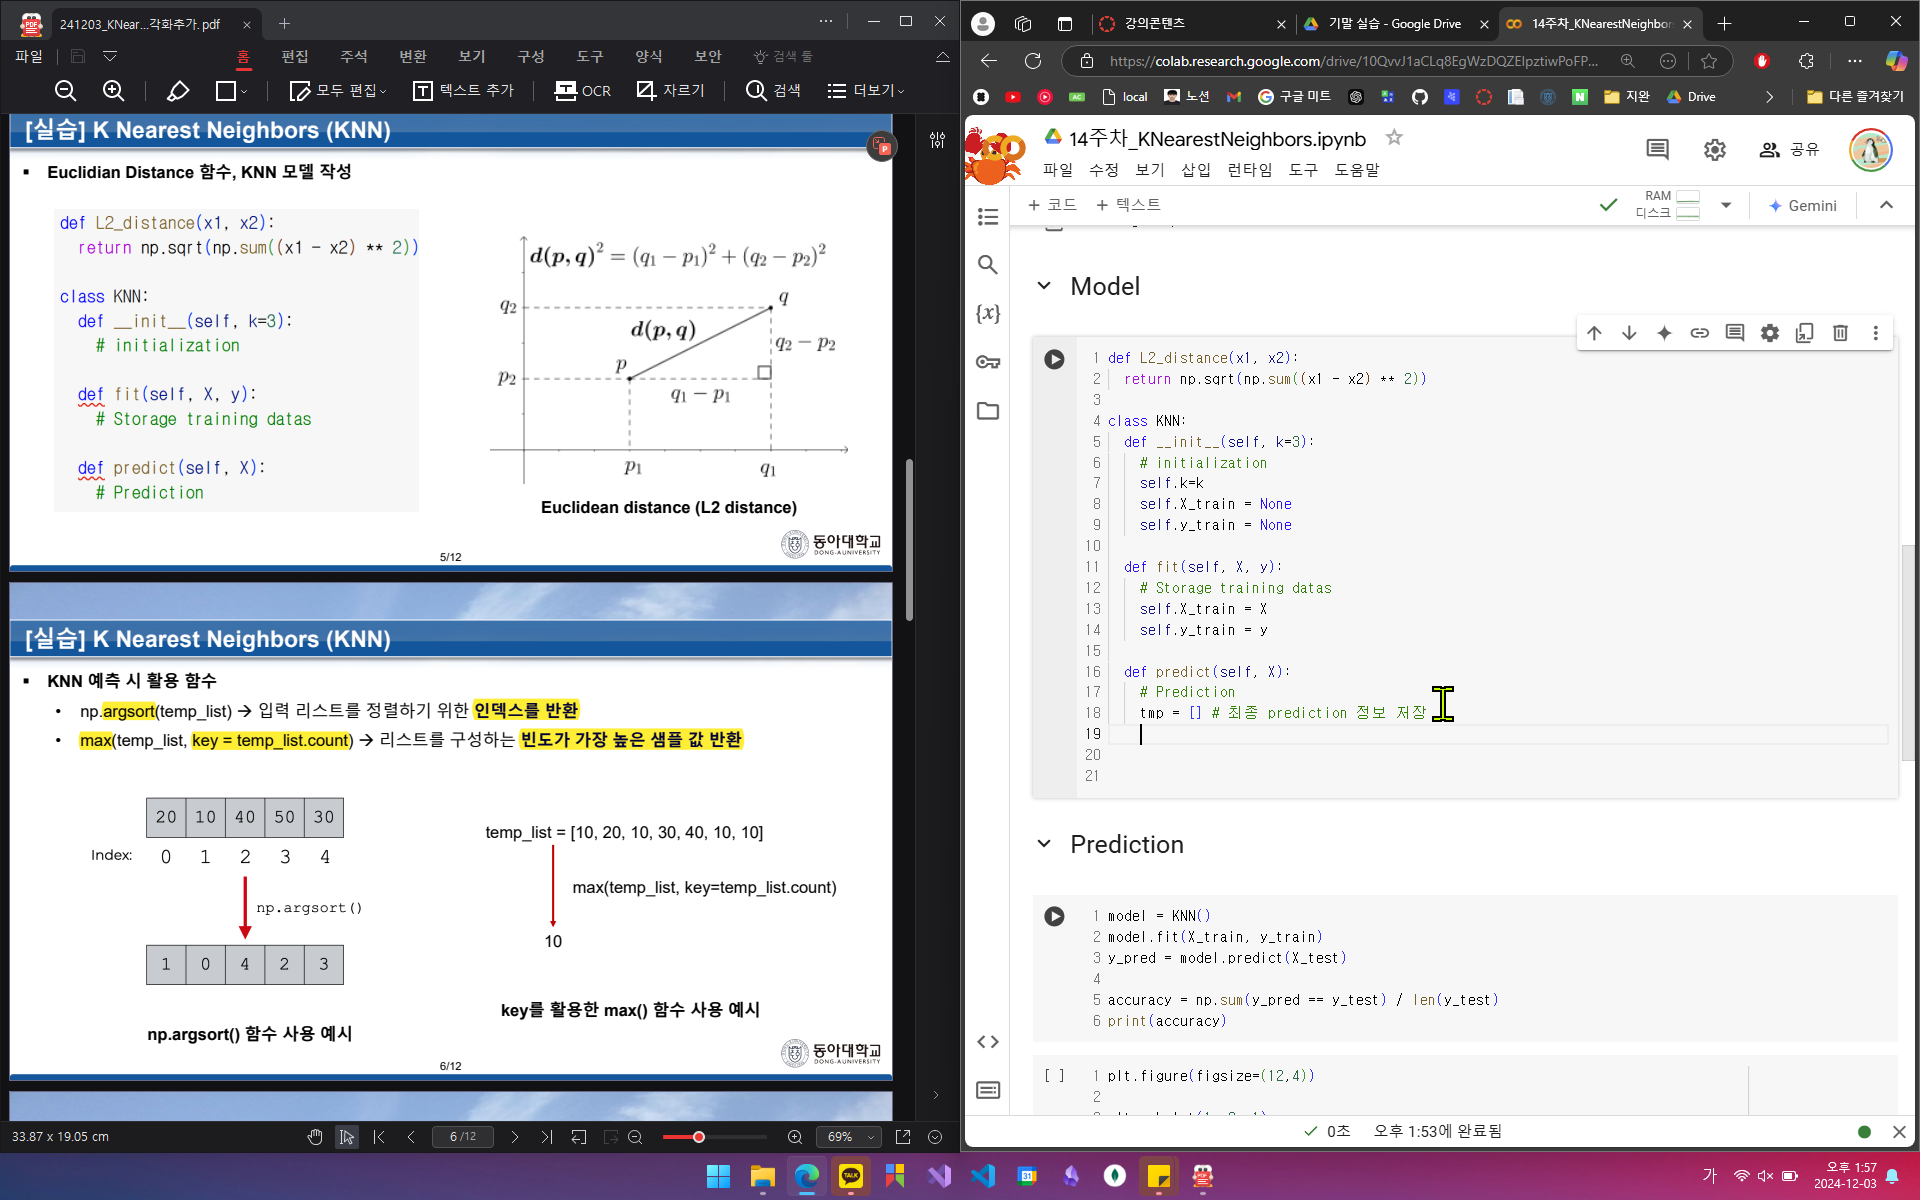 241203_KNear...각화추가. pdf
파일
홈
편집
주석
변환
보기
구성
도구
양식
보안
검색 툴
모두 편집
텍스트 추가
OCR
자르기
검색
더보기
[실습] K Nearest Neighbors (KNN)
Euclidian Distance 함수, KNN 모델 작성
def L2_distance(x1, x2):
return np.sqrt(np.sum((x1 - x2) ** 2))
class KNN:
def __init__(self, k=3):
# initialization
def fit(self, X, y):
# Storage training datas
def predict(self, X):
# Prediction
d(p, q)² = (q₁ − p₁)² + (q₂ − p₂)²
q₂
q
d(p, q)
q₂ − p₂
p
p₂
q₁ − p₁
p₁
q₁
Euclidean distance (L2 distance)
동아대학교
DONG-A UNIVERSITY
5/12
[실습] K Nearest Neighbors (KNN)
KNN 예측 시 활용 함수
np.argsort(temp_list) → 입력 리스트를 정렬하기 위한 인덱스를 반환
max(temp_list, key = temp_list.count) → 리스트를 구성하는 빈도가 가장 높은 샘플 값 반환
20 10 40 50 30
Index: 0 1 2 3 4
np.argsort()
1 0 4 2 3
np.argsort() 함수 사용 예시
temp_list = [10, 20, 10, 30, 40, 10, 10]
max(temp_list, key=temp_list.count)
10
key를 활용한 max() 함수 사용 예시
동아대학교
DONG-A UNIVERSITY
6/12
33.87 x 19.05 cm
6 /12
69%
강의콘텐츠
기말 실습 - Google Drive
14주차_KNearestNeighbor
https://colab.research.google.com/drive/10QvvJ1aCLq8EgWzDQZEIpztiwPoFP...
local
노션
구글 미트
지완
Drive
다른 즐겨찾기
14주차_KNearestNeighbors.ipynb
공유
파일 수정 보기 삽입 런타임 도구 도움말
+ 코드 + 텍스트
RAM
디스크
Gemini
Model
1 def L2_distance(x1, x2):
2 return np.sqrt(np.sum((x1 - x2) ** 2))
3
4 class KNN:
5 def __init__(self, k=3):
6 # initialization
7 self.k=k
8 self.X_train = None
9 self.y_train = None
10
11 def fit(self, X, y):
12 # Storage training datas
13 self.X_train = X
14 self.y_train = y
15
16 def predict(self, X):
17 # Prediction
18 tmp = [] # 최종 prediction 정보 저장
19
20
21
Prediction
1 model = KNN()
2 model.fit(X_train, y_train)
3 y_pred = model.predict(X_test)
4
5 accuracy = np.sum(y_pred == y_test) / len(y_test)
6 print(accuracy)
[ ] 1 plt.figure(figsize=(12,4))
2
0초 오후 1:53에 완료됨
가
오후 1:57
2024-12-03